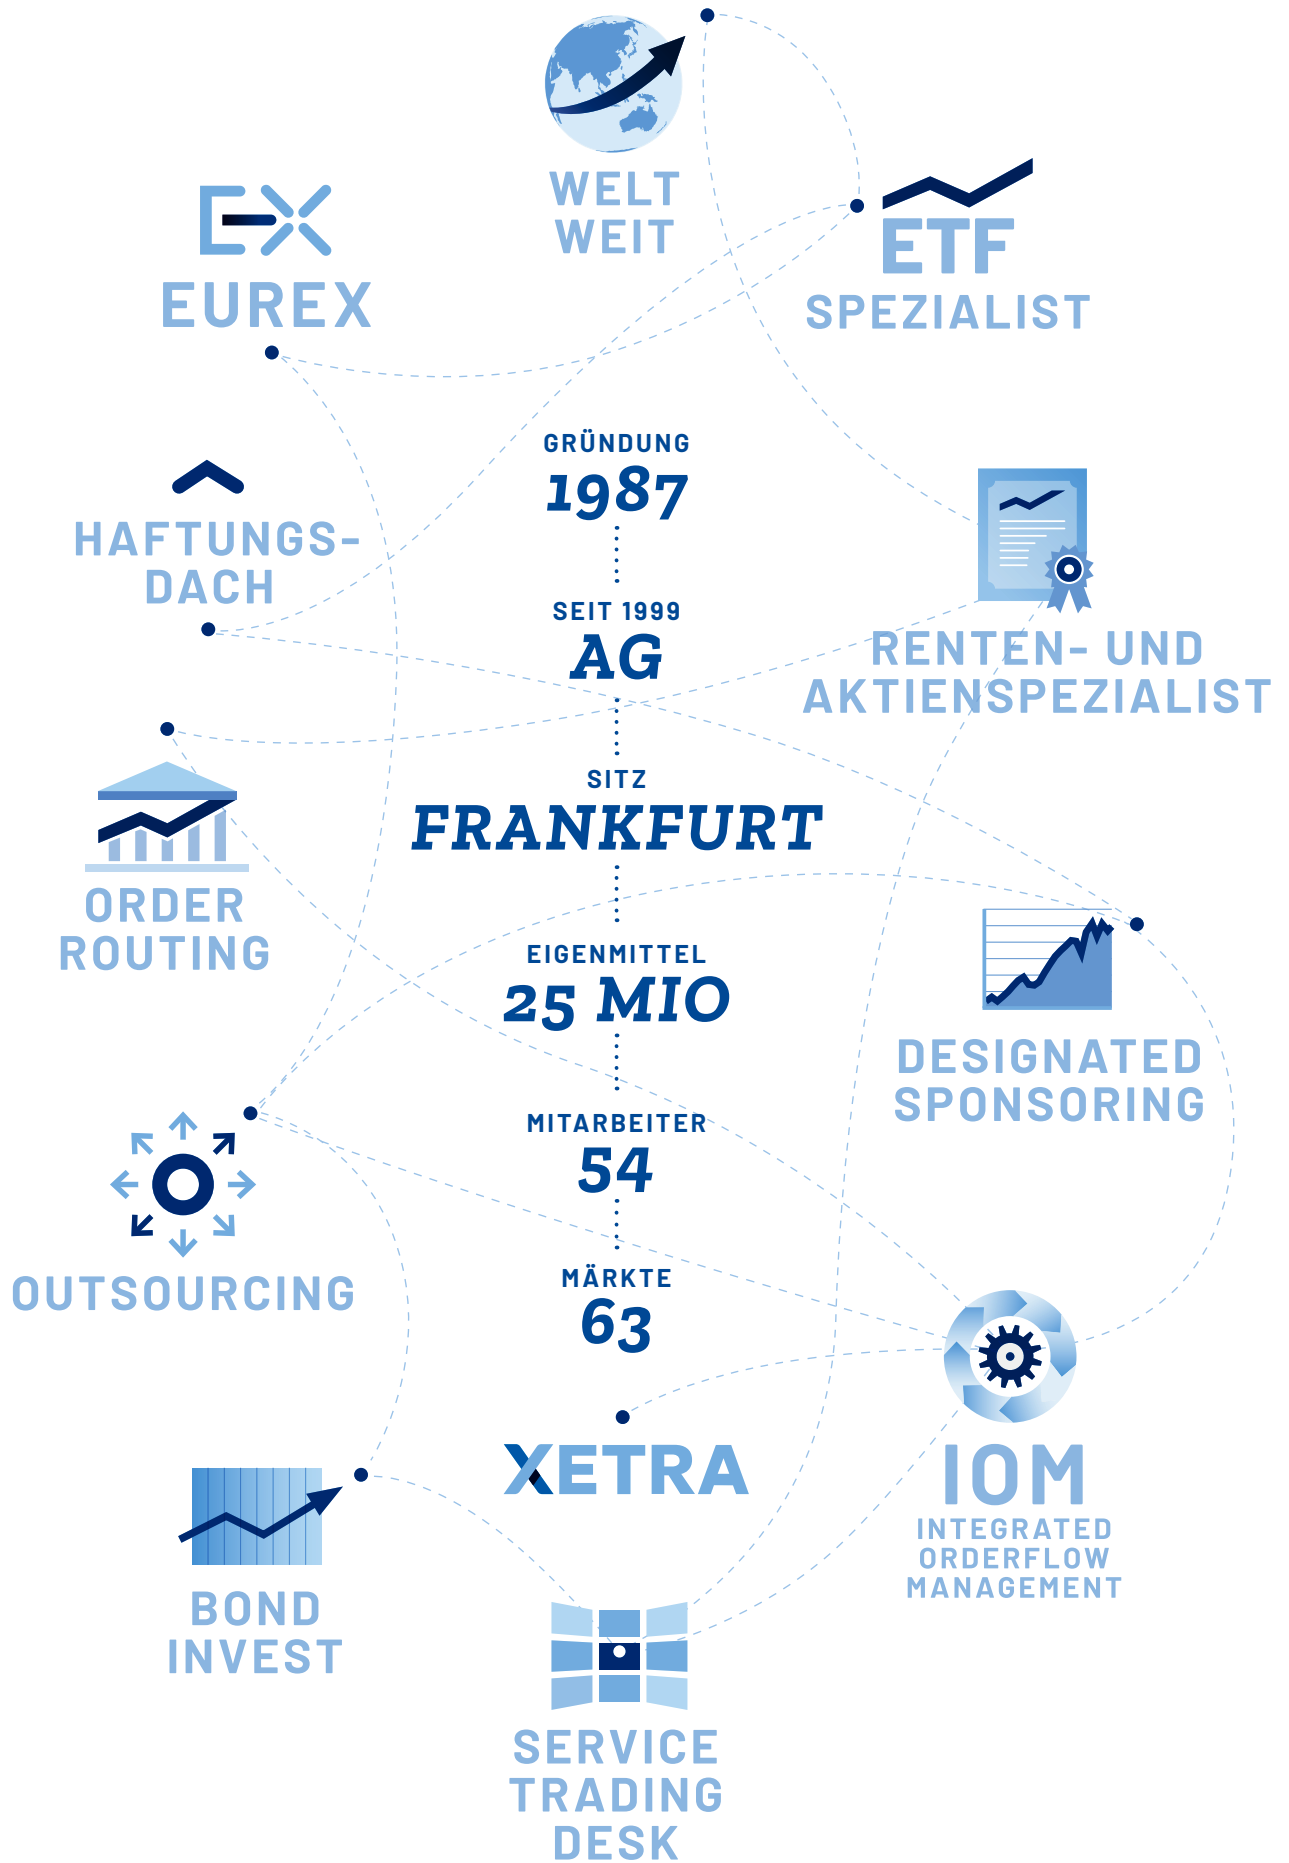 WELT
WEIT
EUREX
ETF
SPEZIALIST
GRÜNDUNG
1987
HAFTUNGS-
DACH
SEIT 1999
AG
RENTEN- UND
AKTIENSPEZIALIST
SITZ
FRANKFURT
ORDER
ROUTING
EIGENMITTEL
25 MIO
DESIGNATED
SPONSORING
MITARBEITER
54
OUTSOURCING
MÄRKTE
63
XETRA
IOM
INTEGRATED
ORDERFLOW
MANAGEMENT
BOND
INVEST
SERVICE
TRADING
DESK